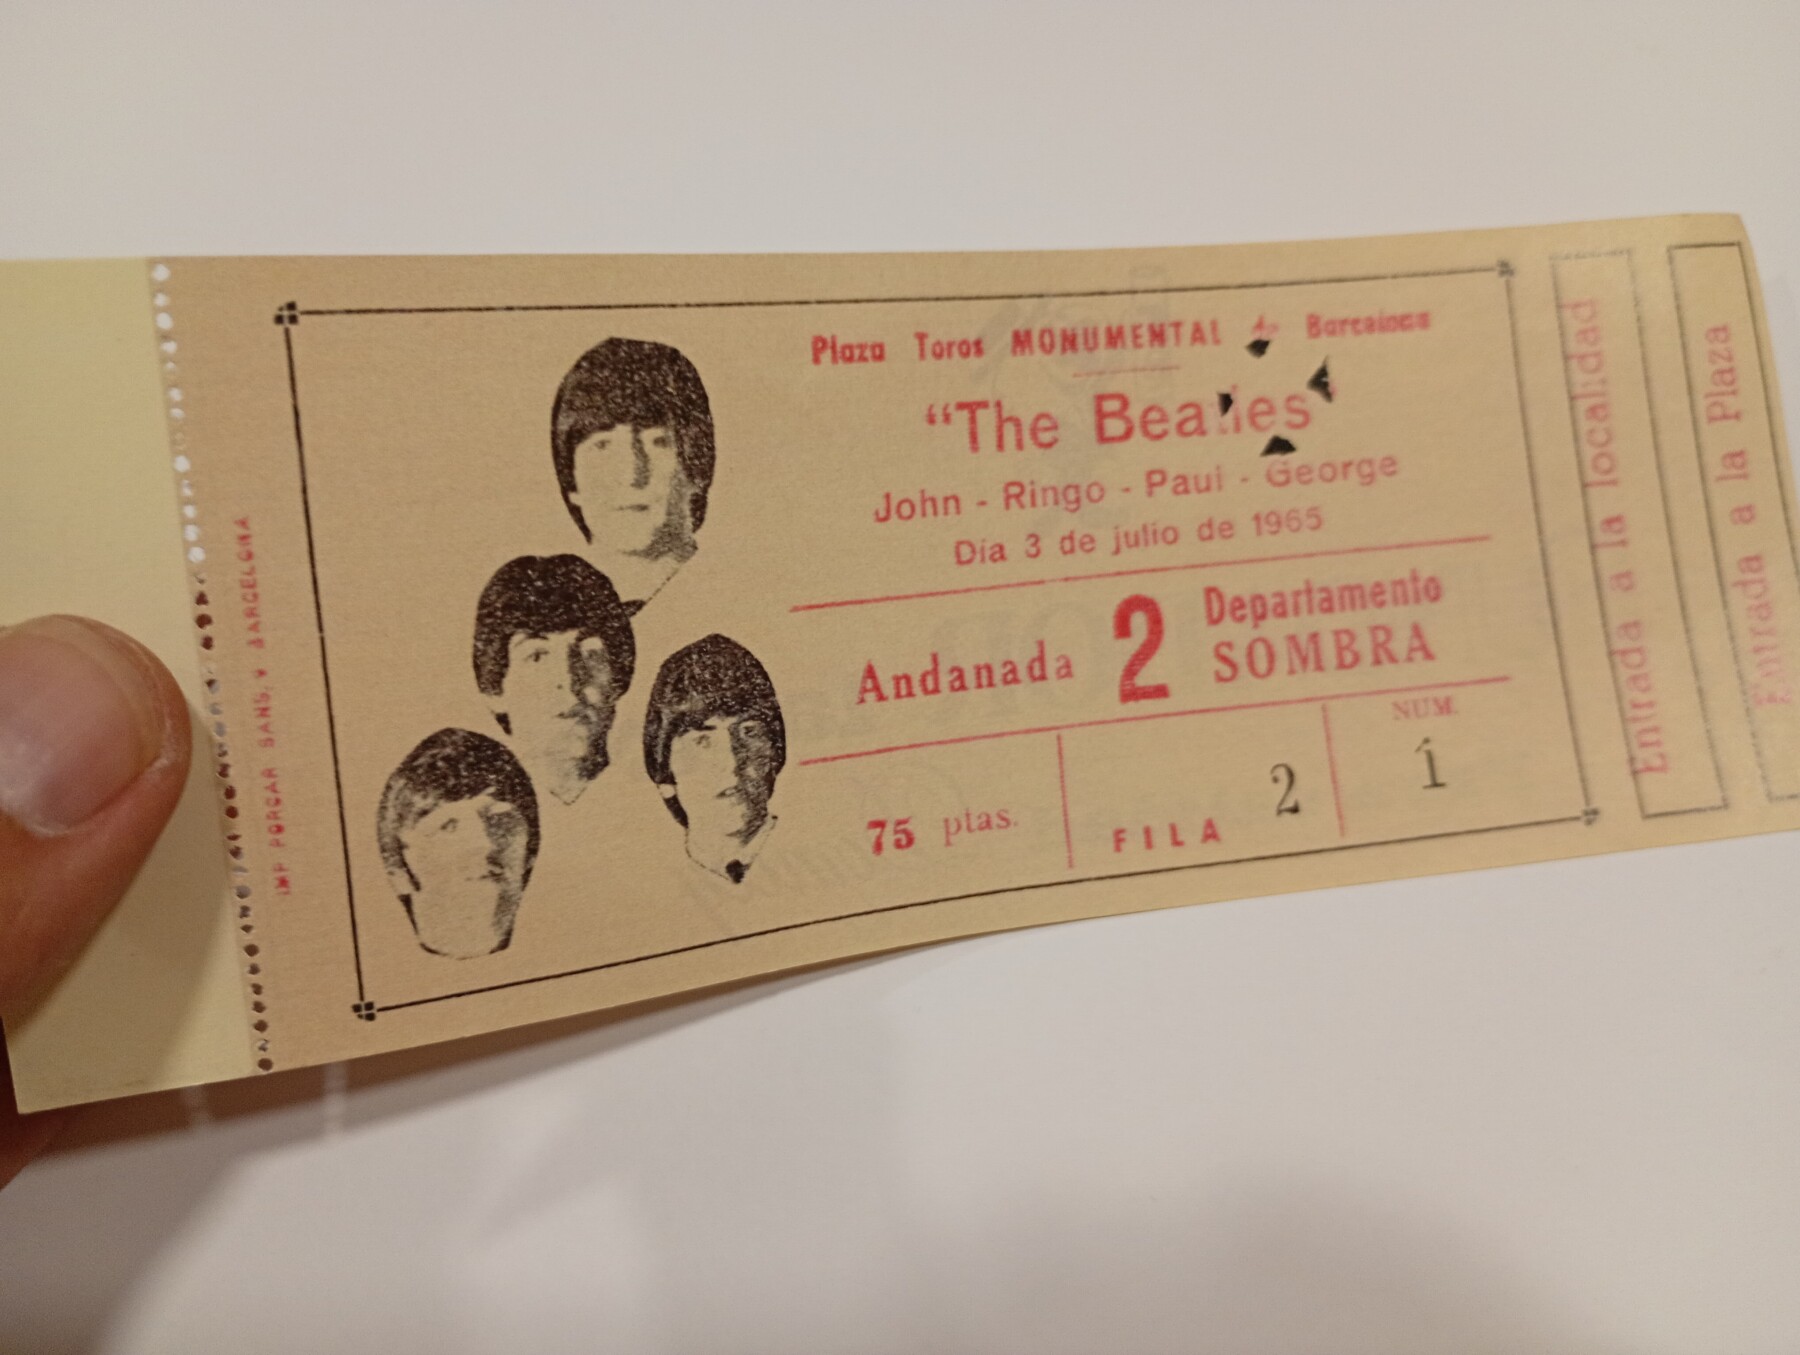 Plaza Toros MONUMENTAL de Barcelona
"The Beatles"
John - Ringo - Paul - George
Día 3 de julio de 1965
Andanada 2 Departamento
SOMBRA
75 ptas.
FILA 2
NUM.
1
Entrada a la localidad
Entrada a la Plaza
IMP PORCAR SANS, BARCELONA